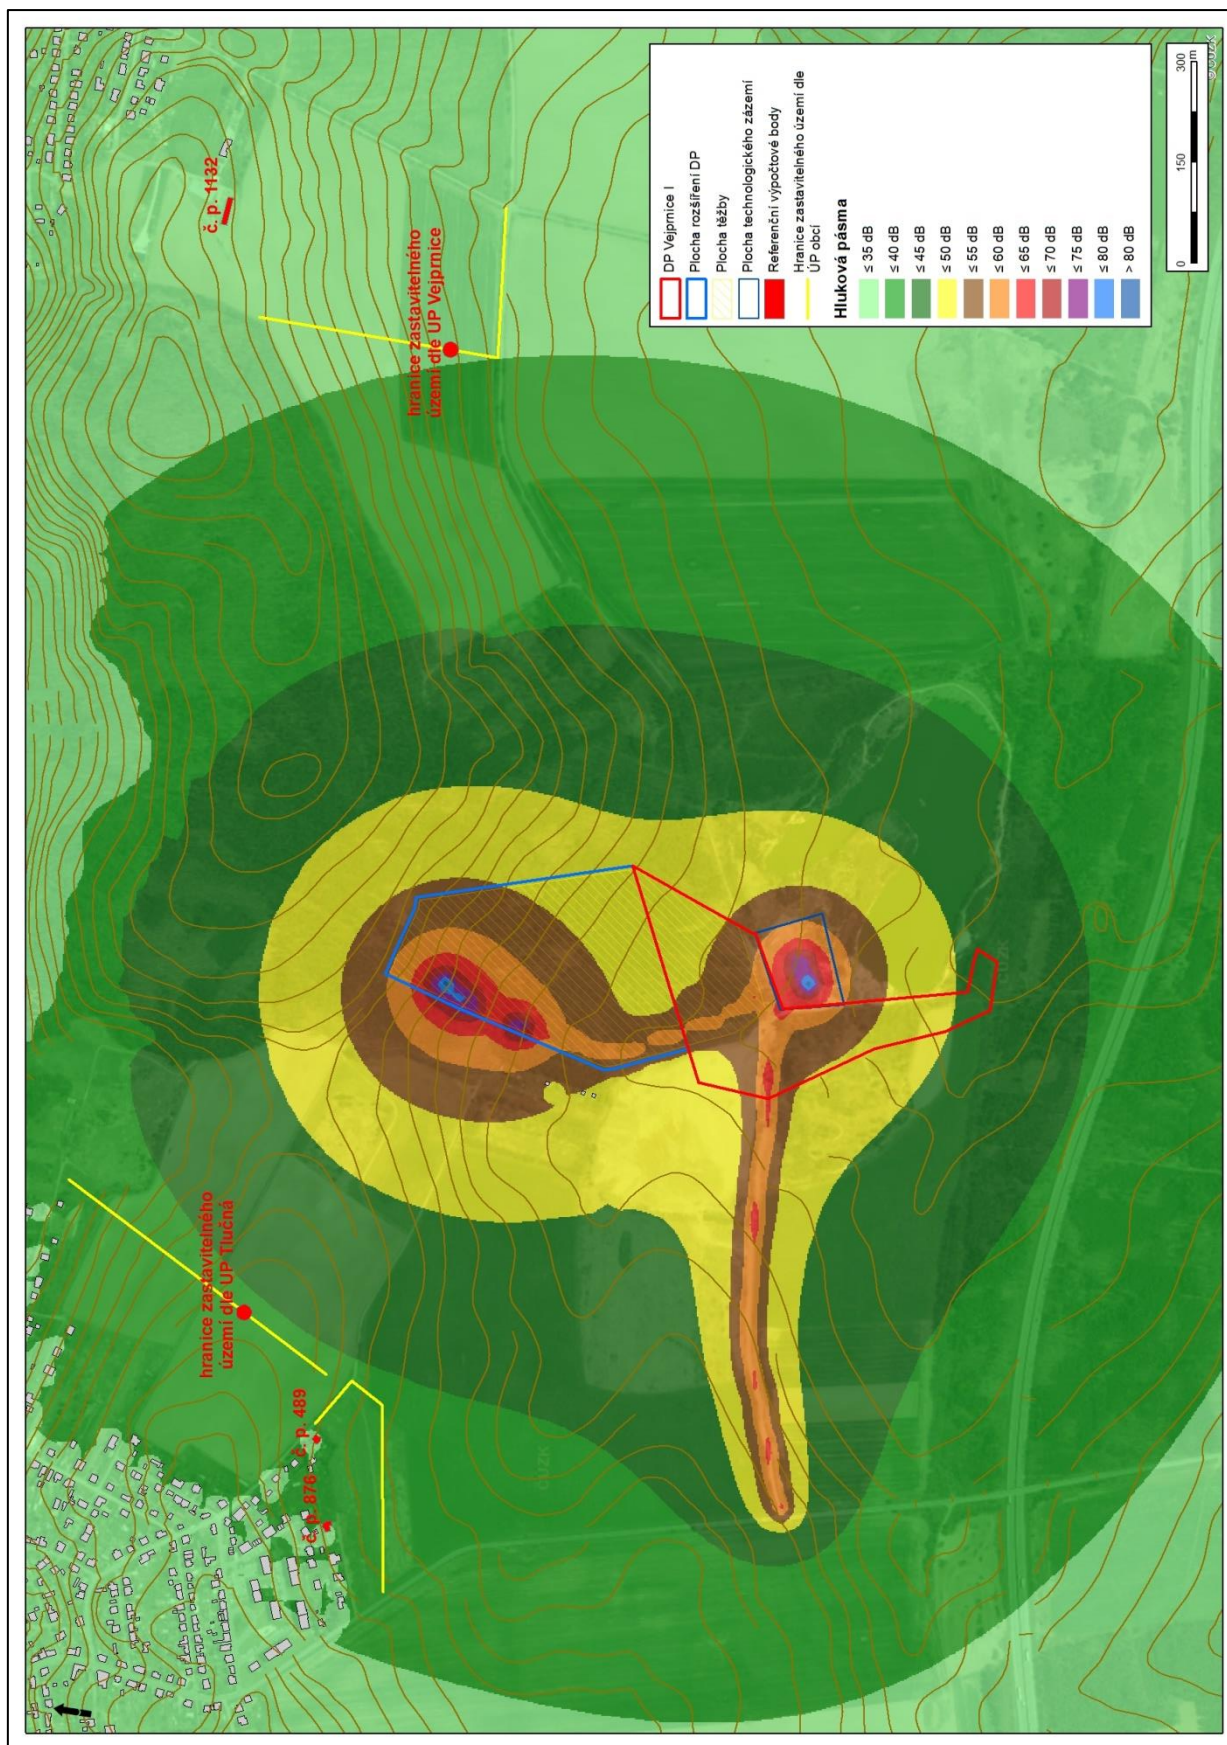 č. p. 1132
hranice zastavitelného
území dle UP Vejprnice
hranice zastavitelného
území dle UP Tlučná
č. p. 489
č. p. 876
DP Vejprnice I
Plocha rozšíření DP
Plocha těžby
Plocha technologického zázemí
Referenční výpočtové body
Hranice zastavitelného území dle
ÚP obcí
Hluková pásma
≤ 35 dB
≤ 40 dB
≤ 45 dB
≤ 50 dB
≤ 55 dB
≤ 60 dB
≤ 65 dB
≤ 70 dB
≤ 75 dB
≤ 80 dB
> 80 dB
0 150 300
m
© ČÚZK